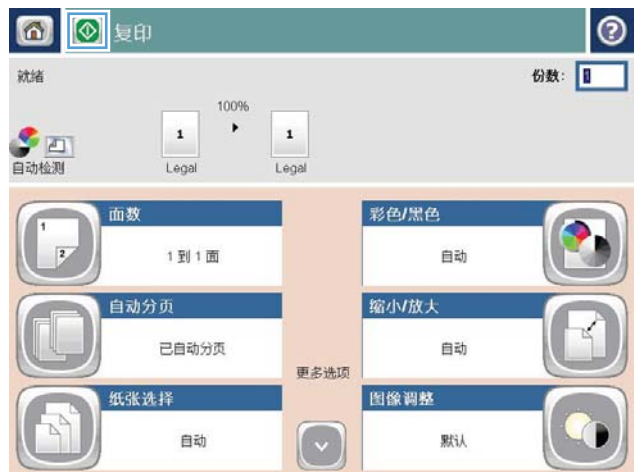 复印
就绪
份数: 1
100%
1 1
自动检测
Legal Legal
面数
1 到 1 面
彩色/黑色
自动
自动分页
已自动分页
缩小/放大
自动
更多选项
纸张选择
自动
图像调整
默认
1
2